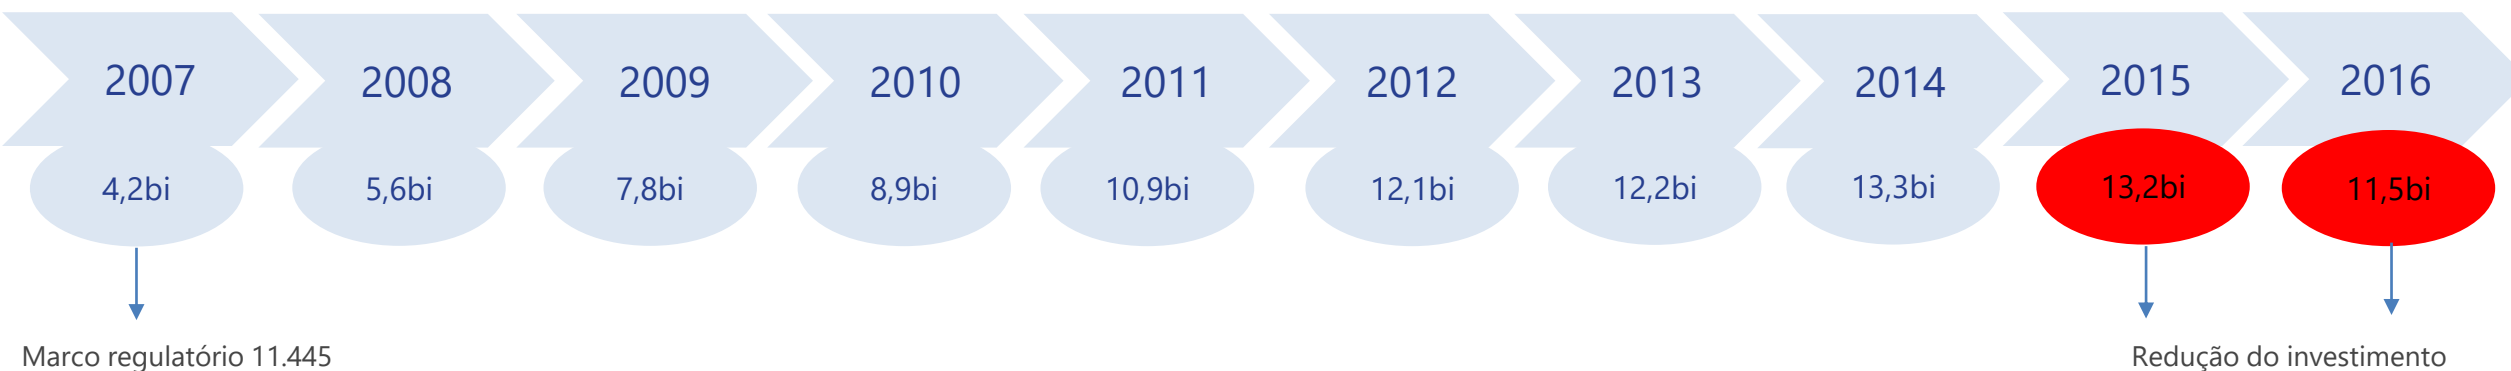 2007 2008 2009 2010 2011 2012 2013 2014 2015 2016
4,2bi 5,6bi 7,8bi 8,9bi 10,9bi 12,1bi 12,2bi 13,3bi 13,2bi 11,5bi
Marco regulatório 11.445 Redução do investimento